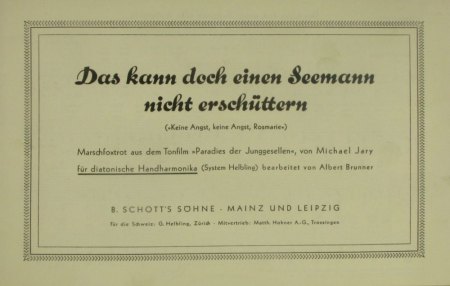 Das kann doch einen Seemann
nicht erschüttern
(»Keine Angst, keine Angst, Rosmarie«)
Marschfoxtrot aus dem Tonfilm »Paradies der Junggesellen«, von Michael Jary
für diatonische Handharmonika (System Helbling) bearbeitet von Albert Brunner
B. SCHOTT'S SÖHNE - MAINZ UND LEIPZIG
Für die Schweiz: G. Helbling, Zürich - Mitvertrieb: Matth. Hohner A.-G., Trossingen